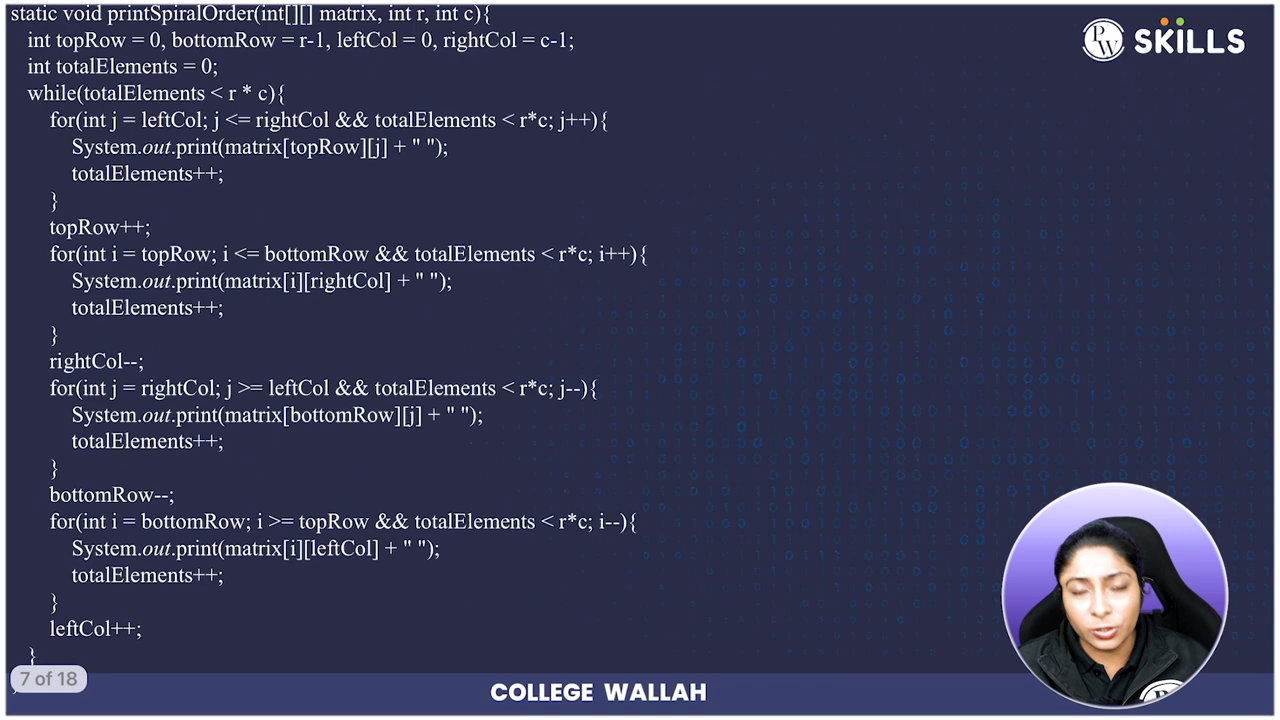 static void printSpiralOrder(int[][] matrix, int r, int c){
int topRow = 0, bottomRow = r-1, leftCol = 0, rightCol = c-1;
int totalElements = 0;
while(totalElements < r * c){
for(int j = leftCol; j <= rightCol && totalElements < r*c; j++){
System.out.print(matrix[topRow][j] + " ");
totalElements++;
}
topRow++;
for(int i = topRow; i <= bottomRow && totalElements < r*c; i++){
System.out.print(matrix[i][rightCol] + " ");
totalElements++;
}
rightCol--;
for(int j = rightCol; j >= leftCol && totalElements < r*c; j--){
System.out.print(matrix[bottomRow][j] + " ");
totalElements++;
}
bottomRow--;
for(int i = bottomRow; i >= topRow && totalElements < r*c; i--){
System.out.print(matrix[i][leftCol] + " ");
totalElements++;
}
leftCol++;
}
7 of 18
PW SKILLS
COLLEGE WALLAH